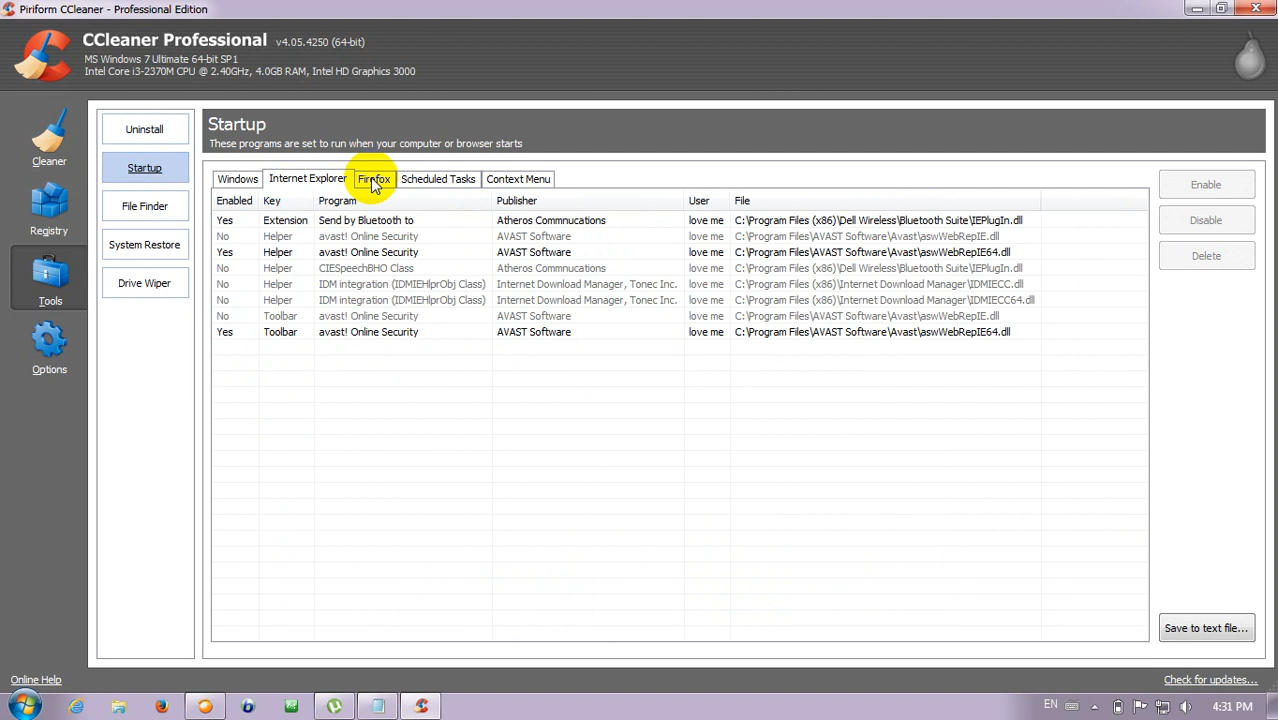 Piriform CCleaner - Professional Edition
CCleaner Professional v4.05.4250 (64-bit)
MS Windows 7 Ultimate 64-bit SP1
Intel Core i3-2370M CPU @ 2.40GHz, 4.0GB RAM, Intel HD Graphics 3000
Cleaner
Registry
Tools
Options
Uninstall
Startup
File Finder
System Restore
Drive Wiper
Startup
These programs are set to run when your computer or browser starts
Windows Internet Explorer Firefox Scheduled Tasks Context Menu
Enabled Key Program Publisher User File
Yes Extension Send by Bluetooth to Atheros Commnucations love me C:\Program Files (x86)\Dell Wireless\Bluetooth Suite\IEPlugIn.dll
No Helper avast! Online Security AVAST Software love me C:\Program Files\AVAST Software\Avast\aswWebRepIE.dll
Yes Helper avast! Online Security AVAST Software love me C:\Program Files\AVAST Software\Avast\aswWebRepIE64.dll
No Helper CIESpeechBHO Class Atheros Commnucations love me C:\Program Files (x86)\Dell Wireless\Bluetooth Suite\IEPlugIn.dll
No Helper IDM integration (IDMIEHlprObj Class) Internet Download Manager, Tonec Inc. love me C:\Program Files (x86)\Internet Download Manager\IDMIECC.dll
No Helper IDM integration (IDMIEHlprObj Class) Internet Download Manager, Tonec Inc. love me C:\Program Files (x86)\Internet Download Manager\IDMIECC64.dll
No Toolbar avast! Online Security AVAST Software love me C:\Program Files\AVAST Software\Avast\aswWebRepIE.dll
Yes Toolbar avast! Online Security AVAST Software love me C:\Program Files\AVAST Software\Avast\aswWebRepIE64.dll
Enable
Disable
Delete
Save to text file...
Online Help
Check for updates...
EN
4:31 PM